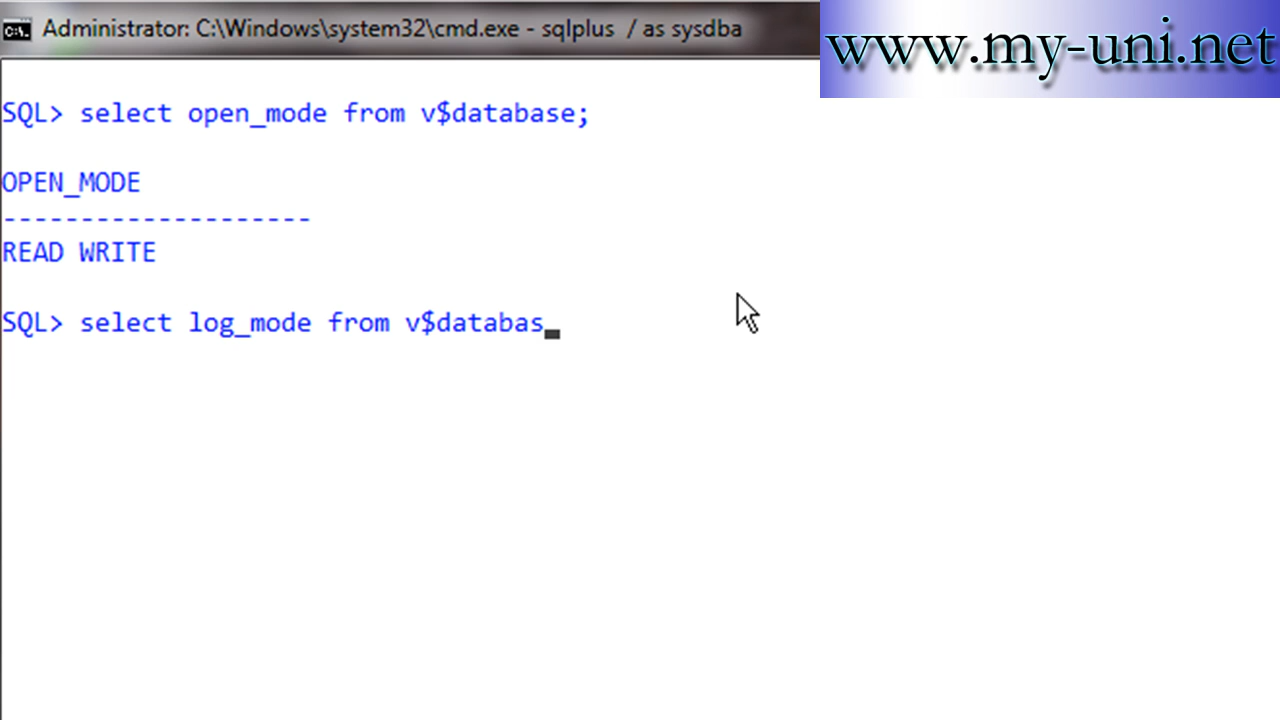 Administrator: C:\Windows\system32\cmd.exe - sqlplus / as sysdba
www.my-uni.net
SQL> select open_mode from v$database;
OPEN_MODE
--------------------
READ WRITE
SQL> select log_mode from v$databas